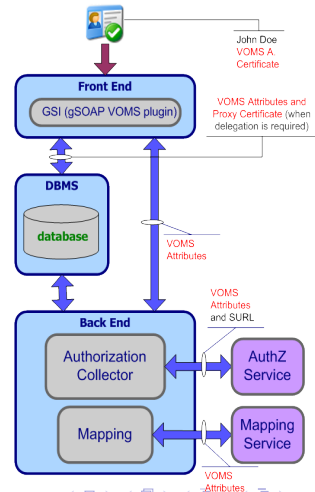 John Doe
VOMS A.
Certificate
Front End
GSI (gSOAP VOMS plugin)
VOMS Attributes and
Proxy Certificate (when
delegation is required)
DBMS
database
VOMS
Attributes
VOMS
Attributes
and SURL
Back End
Authorization
Collector
AuthZ
Service
Mapping
Mapping
Service
VOMS
Attributes